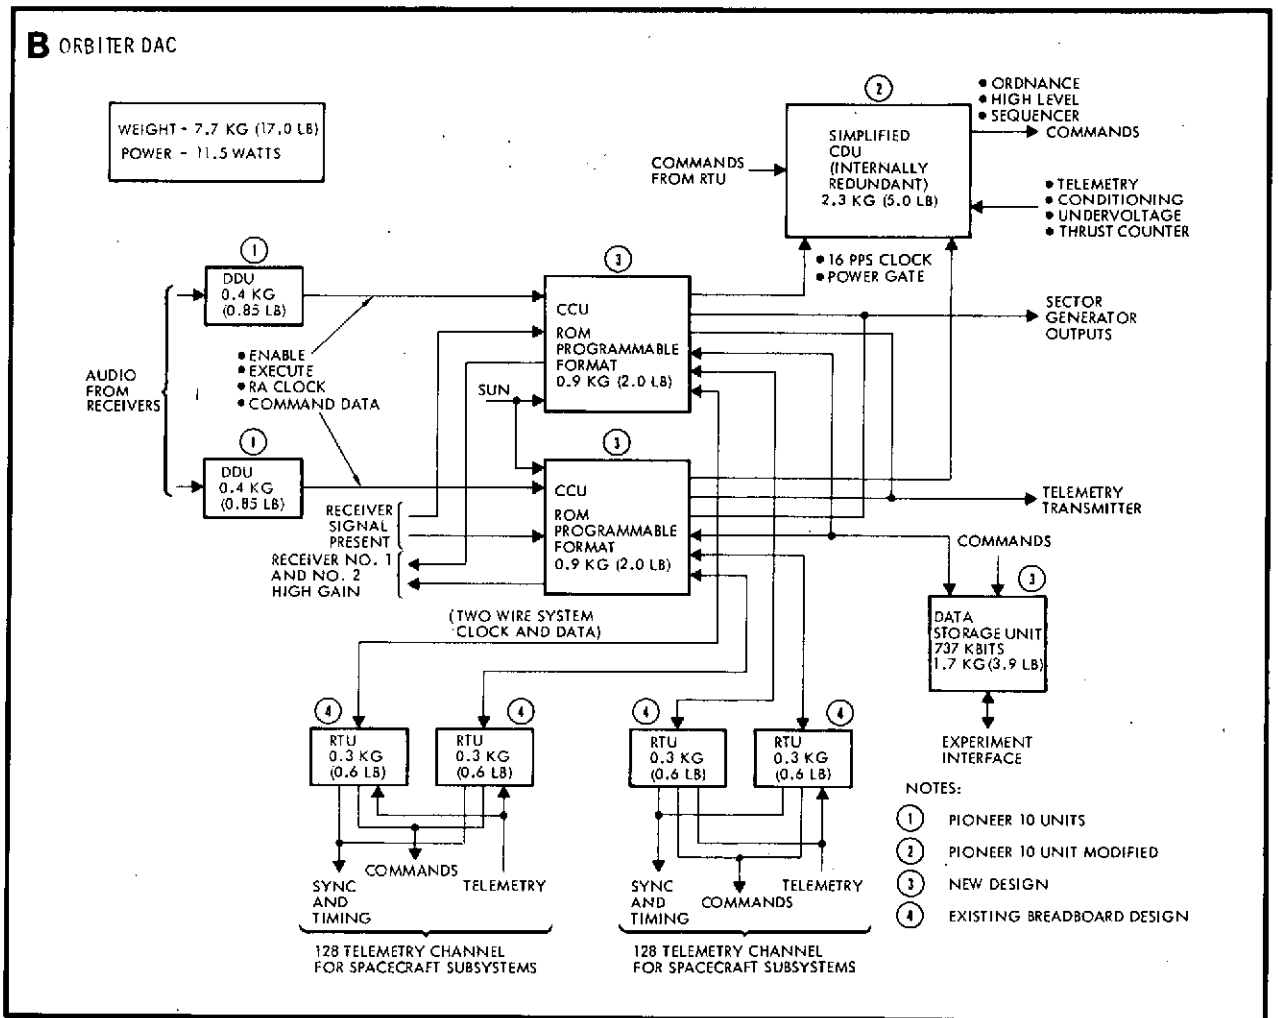 B ORBITER DAC
WEIGHT - 7.7 KG (17.0 LB)
POWER - 11.5 WATTS
2
SIMPLIFIED
CDU
(INTERNALLY
REDUNDANT)
2.3 KG (5.0 LB)
• ORDNANCE
• HIGH LEVEL
• SEQUENCER
COMMANDS
COMMANDS
FROM RTU
• TELEMETRY
• CONDITIONING
• UNDERVOLTAGE
• THRUST COUNTER
• 16 PPS CLOCK
• POWER GATE
1
DDU
0.4 KG
(0.85 LB)
3
CCU
ROM
PROGRAMMABLE
FORMAT
0.9 KG (2.0 LB)
SECTOR
GENERATOR
OUTPUTS
AUDIO
FROM
RECEIVERS
• ENABLE
• EXECUTE
• RA CLOCK
• COMMAND DATA
SUN
1
DDU
0.4 KG
(0.85 LB)
3
CCU
ROM
PROGRAMMABLE
FORMAT
0.9 KG (2.0 LB)
TELEMETRY
TRANSMITTER
RECEIVER
SIGNAL
PRESENT
RECEIVER NO. 1
AND NO. 2
HIGH GAIN
COMMANDS
3
DATA
STORAGE UNIT
737 KBITS
1.7 KG (3.9 LB)
EXPERIMENT
INTERFACE
(TWO WIRE SYSTEM
CLOCK AND DATA)
4
RTU
0.3 KG
(0.6 LB)
4
RTU
0.3 KG
(0.6 LB)
4
RTU
0.3 KG
(0.6 LB)
4
RTU
0.3 KG
(0.6 LB)
SYNC
AND
TIMING
COMMANDS
TELEMETRY
128 TELEMETRY CHANNEL
FOR SPACECRAFT SUBSYSTEMS
SYNC
AND
TIMING
COMMANDS
TELEMETRY
128 TELEMETRY CHANNEL
FOR SPACECRAFT SUBSYSTEMS
NOTES:
1 PIONEER 10 UNITS
2 PIONEER 10 UNIT MODIFIED
3 NEW DESIGN
4 EXISTING BREADBOARD DESIGN